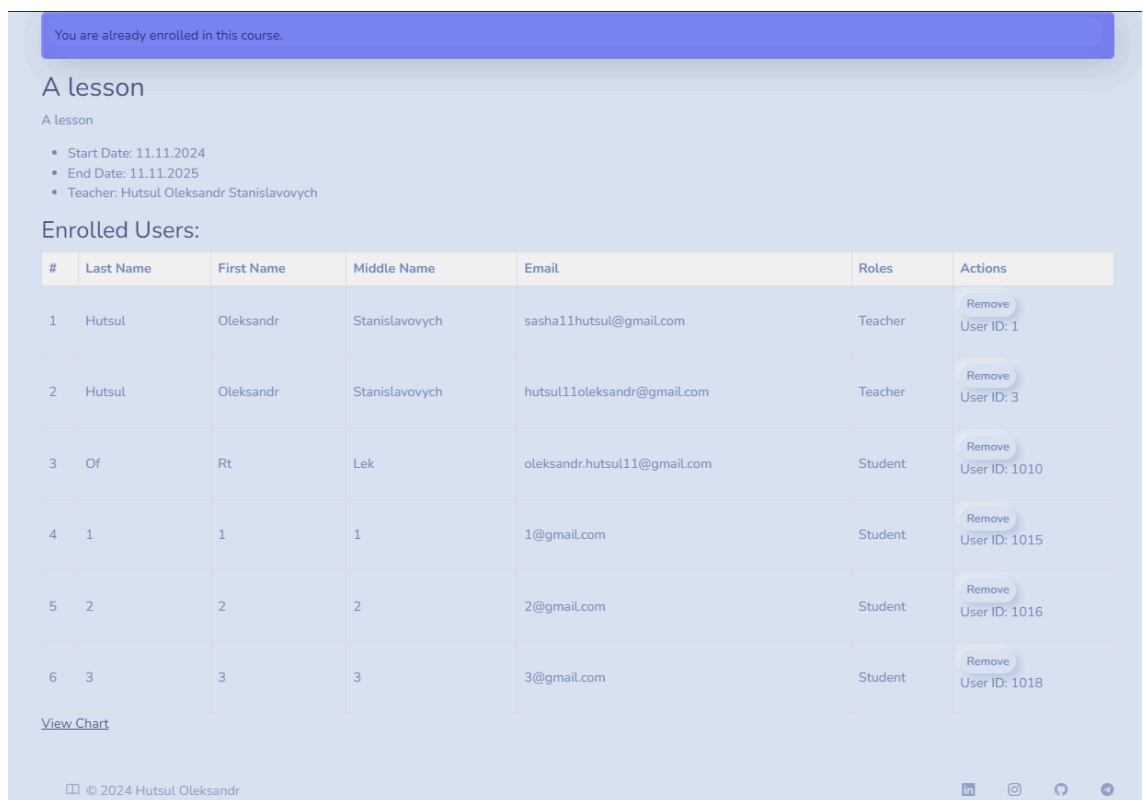 You are already enrolled in this course.
A lesson
A lesson
Start Date: 11.11.2024
End Date: 11.11.2025
Teacher: Hutsul Oleksandr Stanislavovych
Enrolled Users:
# Last Name First Name Middle Name Email Roles Actions
1 Hutsul Oleksandr Stanislavovych sasha11hutsul@gmail.com Teacher Remove
User ID: 1
2 Hutsul Oleksandr Stanislavovych hutsul11oleksandr@gmail.com Teacher Remove
User ID: 3
3 Of Rt Lek oleksandr.hutsul11@gmail.com Student Remove
User ID: 1010
4 1 1 1 1@gmail.com Student Remove
User ID: 1015
5 2 2 2 2@gmail.com Student Remove
User ID: 1016
6 3 3 3 3@gmail.com Student Remove
User ID: 1018
View Chart
© 2024 Hutsul Oleksandr